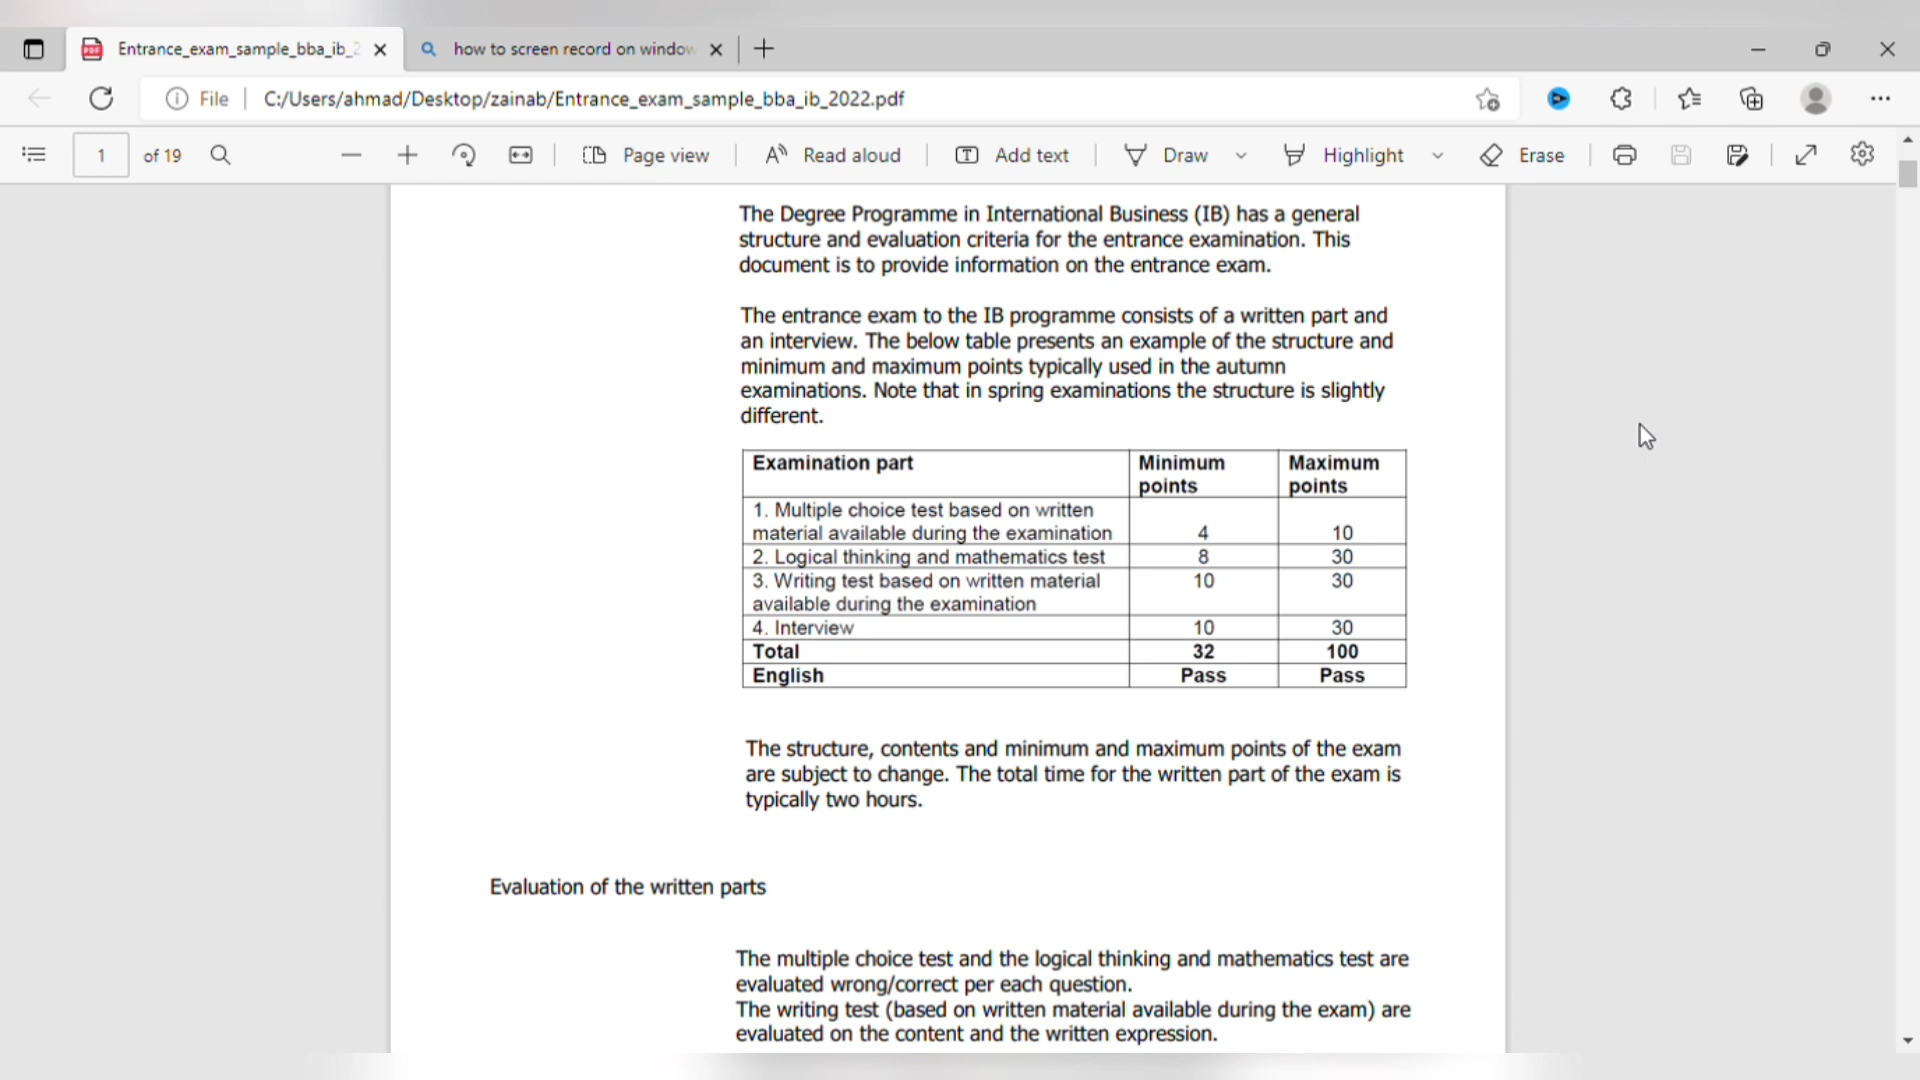 Entrance_exam_sample_bba_ib_2
how to screen record on window
File
C:/Users/ahmad/Desktop/zainab/Entrance_exam_sample_bba_ib_2022.pdf
1 of 19
Page view
Read aloud
Add text
Draw
Highlight
Erase
The Degree Programme in International Business (IB) has a general
structure and evaluation criteria for the entrance examination. This
document is to provide information on the entrance exam.
The entrance exam to the IB programme consists of a written part and
an interview. The below table presents an example of the structure and
minimum and maximum points typically used in the autumn
examinations. Note that in spring examinations the structure is slightly
different.
Examination part Minimum points Maximum points
1. Multiple choice test based on written
material available during the examination 4 10
2. Logical thinking and mathematics test 8 30
3. Writing test based on written material 10 30
available during the examination
4. Interview 10 30
Total 32 100
English Pass Pass
The structure, contents and minimum and maximum points of the exam
are subject to change. The total time for the written part of the exam is
typically two hours.
Evaluation of the written parts
The multiple choice test and the logical thinking and mathematics test are
evaluated wrong/correct per each question.
The writing test (based on written material available during the exam) are
evaluated on the content and the written expression.